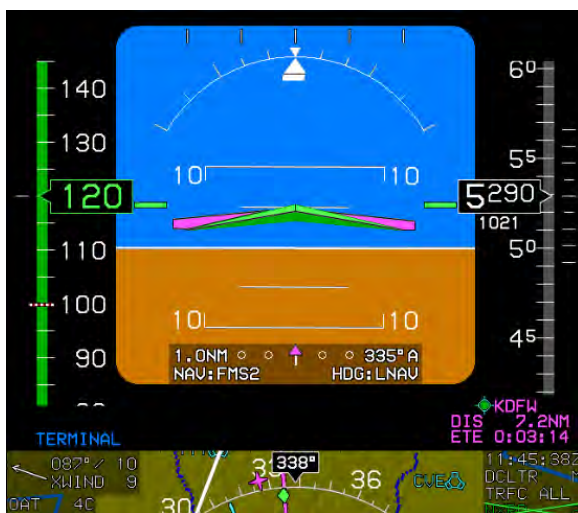 140
130
120
110
100
90
10 10
10 10
60
55
5290
1021
50
45
1.0NM 335°A
NAV:FMS2 HDG:LNAV
KDFW
DIS 7.2NM
ETE 0:03:14
TERMINAL
087°/ 10
XWIND 9
OAT 4C
30
338°
36
CVE
11:45:38Z
DCLTR
TRFC ALL